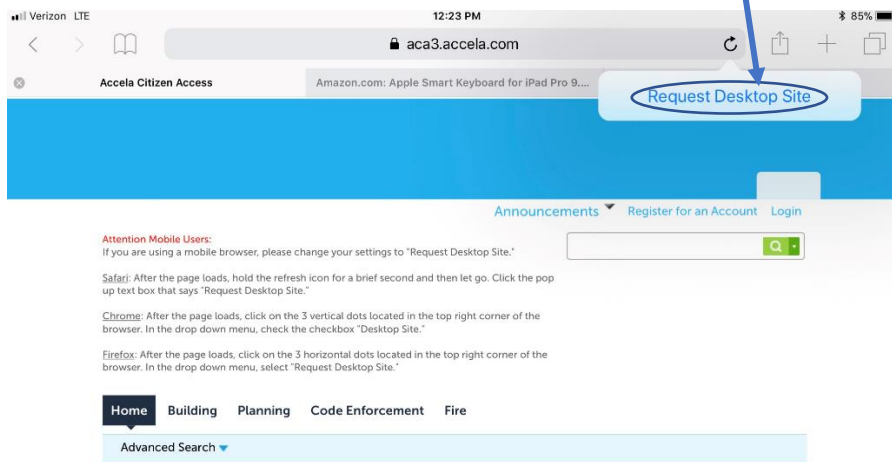 Verizon LTE 12:23 PM 85%
aca3.accela.com
Accela Citizen Access Amazon.com: Apple Smart Keyboard for iPad Pro 9....
Request Desktop Site
Announcements Register for an Account Login
Attention Mobile Users:
If you are using a mobile browser, please change your settings to "Request Desktop Site."
Safari: After the page loads, hold the refresh icon for a brief second and then let go. Click the pop
up text box that says "Request Desktop Site."
Chrome: After the page loads, click on the 3 vertical dots located in the top right corner of the
browser. In the drop down menu, check the checkbox "Desktop Site."
Firefox: After the page loads, click on the 3 horizontal dots located in the top right corner of the
browser. In the drop down menu, select "Request Desktop Site."
Home Building Planning Code Enforcement Fire
Advanced Search